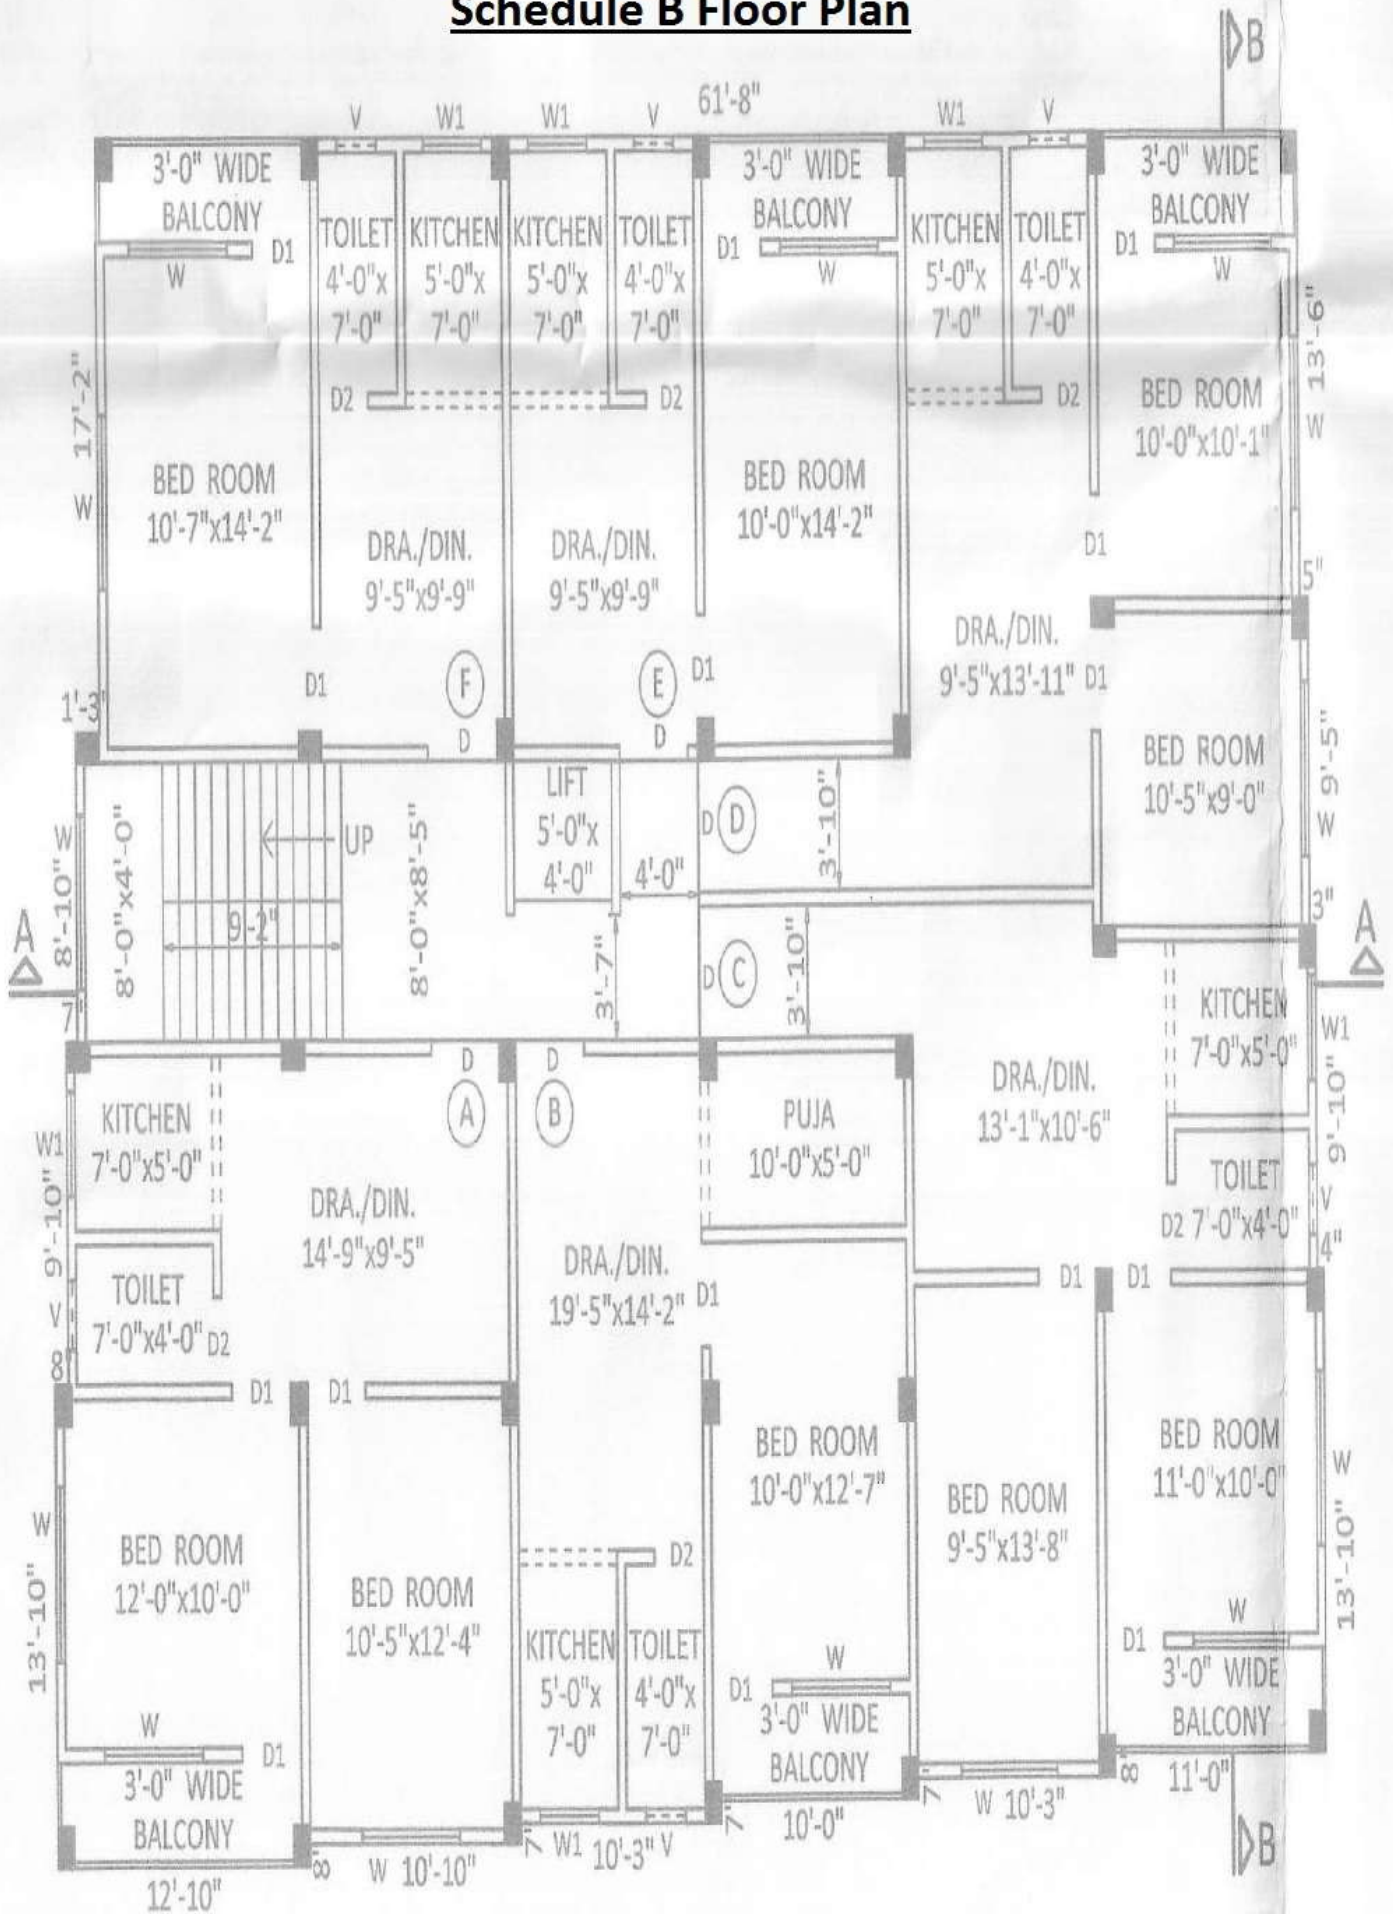 Schedule B Floor Plan
B
61'-8"
V
W1
W1
V
W1
V
3'-0" WIDE
BALCONY
D1
W
TOILET
4'-0"x
7'-0"
D2
KITCHEN
5'-0"x
7'-0"
KITCHEN
5'-0"x
7'-0"
TOILET
4'-0"x
7'-0"
D2
3'-0" WIDE
BALCONY
D1
W
KITCHEN
5'-0"x
7'-0"
TOILET
4'-0"x
7'-0"
D2
3'-0" WIDE
BALCONY
D1
W
17'-2"
W
BED ROOM
10'-7"x14'-2"
DRA./DIN.
9'-5"x9'-9"
DRA./DIN.
9'-5"x9'-9"
BED ROOM
10'-0"x14'-2"
BED ROOM
10'-0"x10'-1"
13'-6"
W
D1
5"
1'-3"
D1
F
D
E
D
D1
DRA./DIN.
9'-5"x13'-11"
D1
BED ROOM
10'-5"x9'-0"
9'-5"
W
3"
W
8'-10"
7
8'-0"x4'-0"
UP
9'-2"
8'-0"x8'-5"
LIFT
5'-0"x
4'-0"
4'-0"
3'-7"
D
D
3'-10"
D
C
3'-10"
A
A
KITCHEN
7'-0"x5'-0"
W1
9'-10"
TOILET
D2 7'-0"x4'-0"
V
4"
DRA./DIN.
13'-1"x10'-6"
D
A
D
B
KITCHEN
7'-0"x5'-0"
W1
9'-10"
TOILET
7'-0"x4'-0" D2
V
8"
DRA./DIN.
14'-9"x9'-5"
DRA./DIN.
19'-5"x14'-2"
PUJA
10'-0"x5'-0"
D1
D1
D1
D1
D1
BED ROOM
12'-0"x10'-0"
W
13'-10"
W
D1
3'-0" WIDE
BALCONY
12'-10"
BED ROOM
10'-5"x12'-4"
8"
W 10'-10"
D2
KITCHEN
5'-0"x
7'-0"
TOILET
4'-0"x
7'-0"
7"
W1 10'-3" V
BED ROOM
10'-0"x12'-7"
W
D1
3'-0" WIDE
BALCONY
7"
10'-0"
BED ROOM
9'-5"x13'-8"
7"
W 10'-3"
BED ROOM
11'-0"x10'-0"
W
13'-10"
W
D1
3'-0" WIDE
BALCONY
8"
11'-0"
B